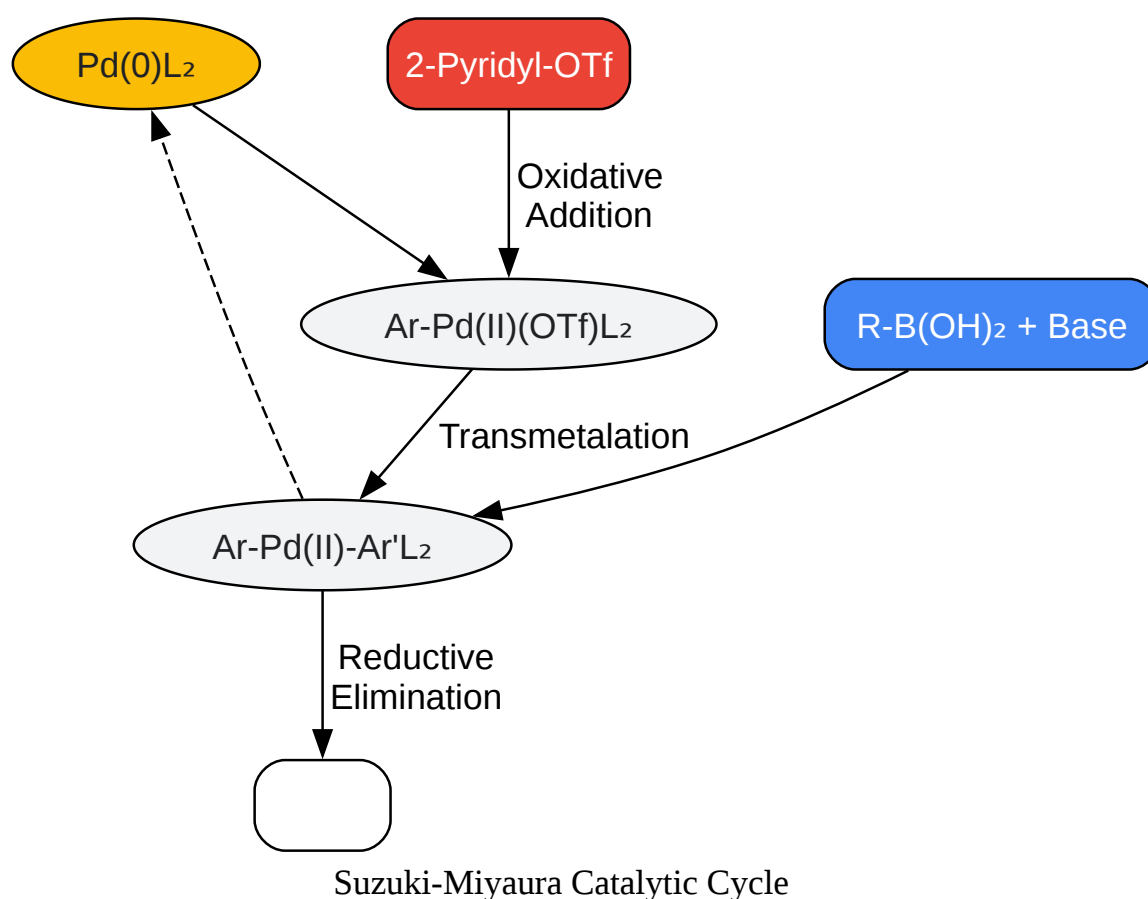 Pd(0)L₂
2-Pyridyl-OTf
Oxidative
Addition
Ar-Pd(II)(OTf)L₂
R-B(OH)₂ + Base
Transmetalation
Ar-Pd(II)-Ar'L₂
Reductive
Elimination
Suzuki-Miyaura Catalytic Cycle